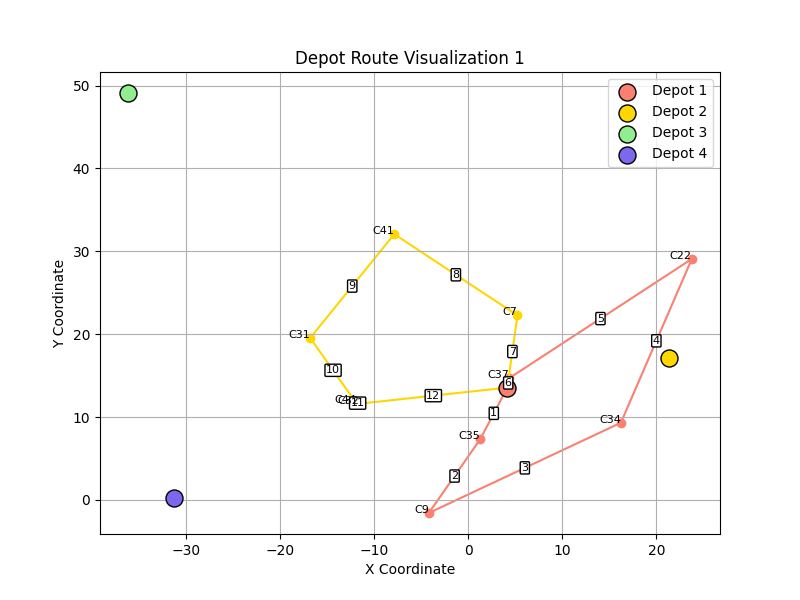 Depot Route Visualization 1
Depot 1
Depot 2
Depot 3
Depot 4
Y Coordinate
50
40
30
20
10
0
C41
C22
8
9
C7
5
C31
4
7
10
C37
6
11
12
1
C34
C35
3
2
C9
−30
−20
−10
0
10
20
X Coordinate